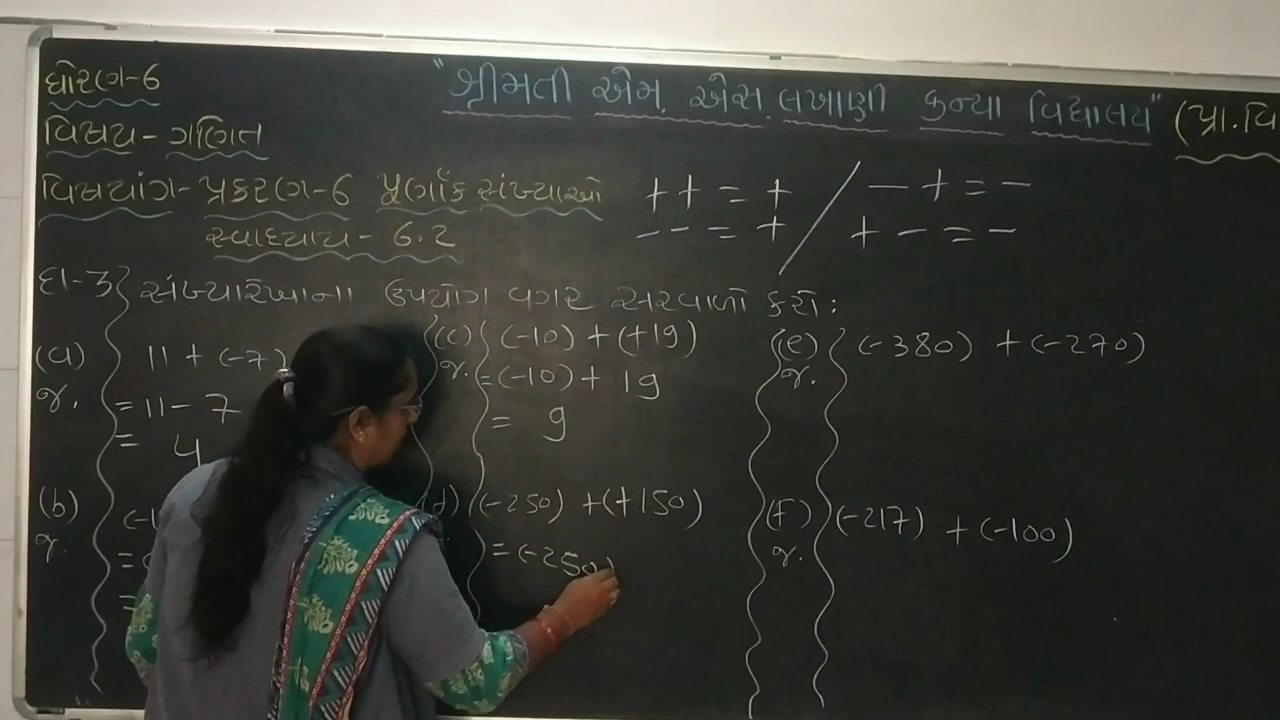 ધોરણ-6
"શ્રીમતી એમ. એસ. લખાણી કન્યા વિદ્યાલય" (પ્રા.વિ
વિષય - ગણિત
વિષયાંગ- પ્રકરણ-6 પૂર્ણાંક સંખ્યાઓ
સ્વાધ્યાય - 6.2
++ = + / - + = -
- - = + / + - = -
દા-3 સંખ્યારેખાના ઉપયોગ વગર સરવાળો કરો:
(a) 11 + (-7)
જ. = 11 - 7
= 4
(b) (-1
જ. =
=
(c) (-10) + (+19)
જ. = (-10) + 19
= 9
(d) (-250) + (+150)
= (-250)
(e) (-380) + (-270)
જ.
(f) (-217) + (-100)
જ.